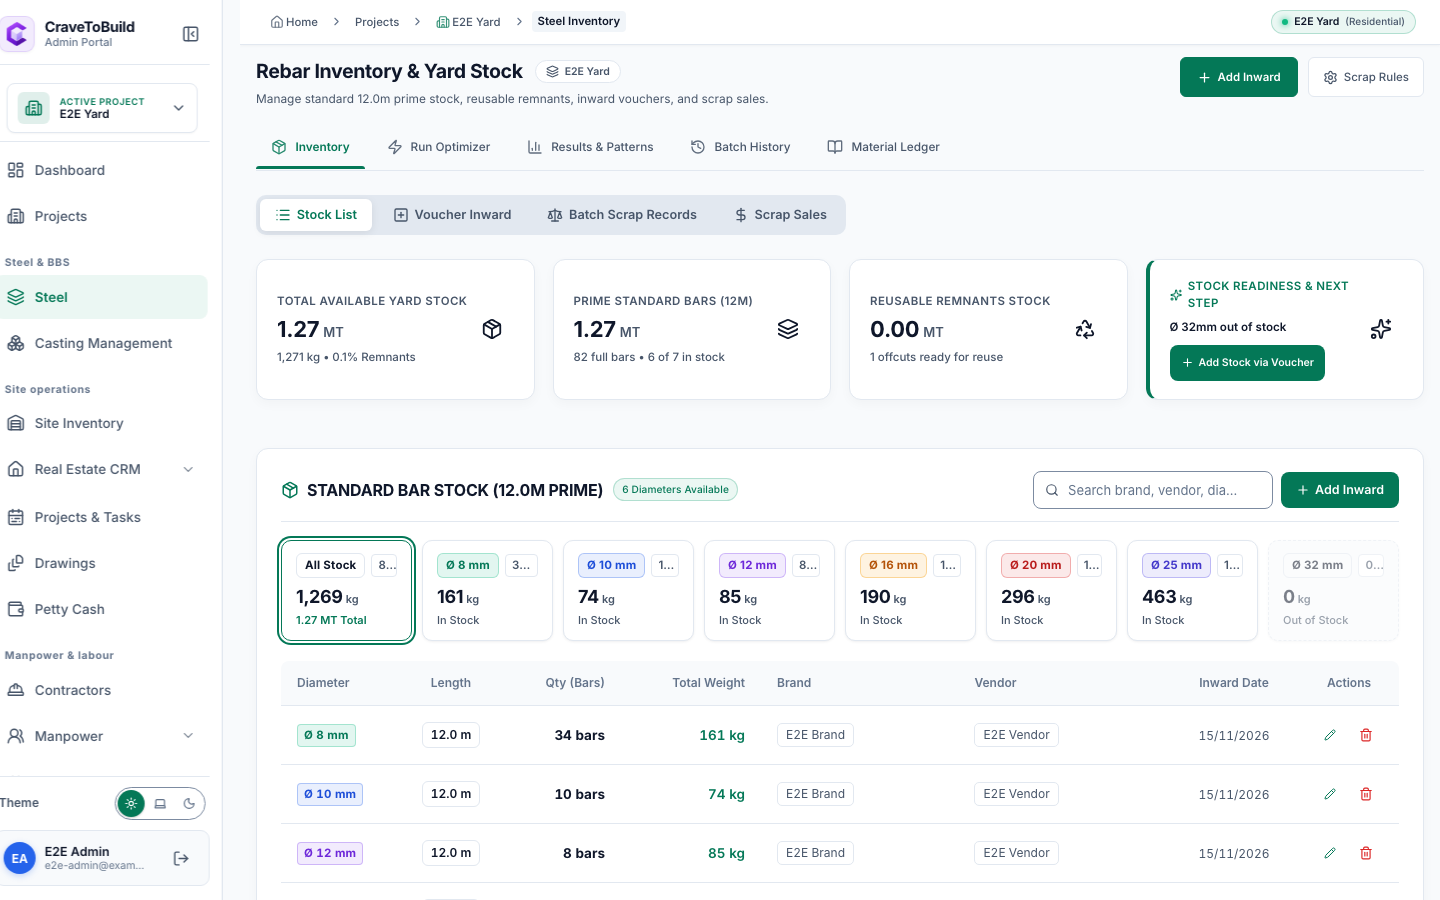 CraveToBuild
Admin Portal
ACTIVE PROJECT
E2E Yard
Dashboard
Projects
Steel & BBS
Steel
Casting Management
Site operations
Site Inventory
Real Estate CRM
Projects & Tasks
Drawings
Petty Cash
Manpower & labour
Contractors
Manpower
Theme
EA
E2E Admin
e2e-admin@exam...
Home > Projects > E2E Yard > Steel Inventory
E2E Yard (Residential)
Rebar Inventory & Yard Stock
E2E Yard
Manage standard 12.0m prime stock, reusable remnants, inward vouchers, and scrap sales.
Add Inward
Scrap Rules
Inventory
Run Optimizer
Results & Patterns
Batch History
Material Ledger
Stock List
Voucher Inward
Batch Scrap Records
Scrap Sales
TOTAL AVAILABLE YARD STOCK
1.27 MT
1,271 kg • 0.1% Remnants
PRIME STANDARD BARS (12M)
1.27 MT
82 full bars • 6 of 7 in stock
REUSABLE REMNANTS STOCK
0.00 MT
1 offcuts ready for reuse
STOCK READINESS & NEXT
STEP
Ø 32mm out of stock
Add Stock via Voucher
STANDARD BAR STOCK (12.0M PRIME)
6 Diameters Available
Search brand, vendor, dia...
Add Inward
All Stock 8...
1,269 kg
1.27 MT Total
Ø 8 mm 3...
161 kg
In Stock
Ø 10 mm 1...
74 kg
In Stock
Ø 12 mm 8...
85 kg
In Stock
Ø 16 mm 1...
190 kg
In Stock
Ø 20 mm 1...
296 kg
In Stock
Ø 25 mm 1...
463 kg
In Stock
Ø 32 mm 0...
0 kg
Out of Stock
Diameter Length Qty (Bars) Total Weight Brand Vendor Inward Date Actions
Ø 8 mm 12.0 m 34 bars 161 kg E2E Brand E2E Vendor 15/11/2026
Ø 10 mm 12.0 m 10 bars 74 kg E2E Brand E2E Vendor 15/11/2026
Ø 12 mm 12.0 m 8 bars 85 kg E2E Brand E2E Vendor 15/11/2026